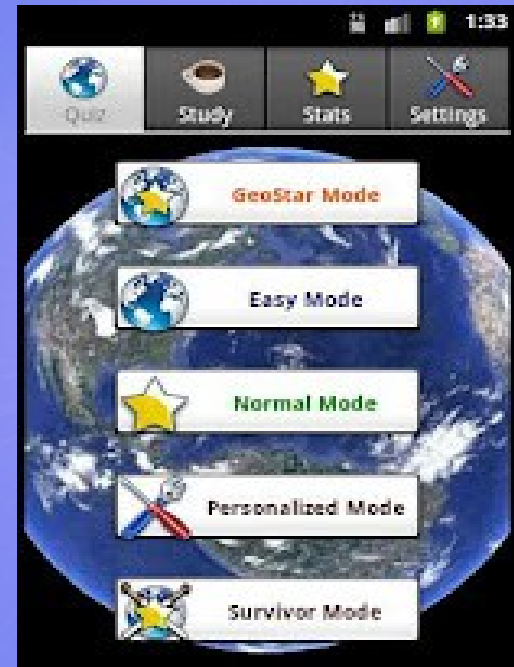 1:33
Quiz
Study
Stats
Settings
GeoStar Mode
Easy Mode
Normal Mode
Personalized Mode
Survivor Mode